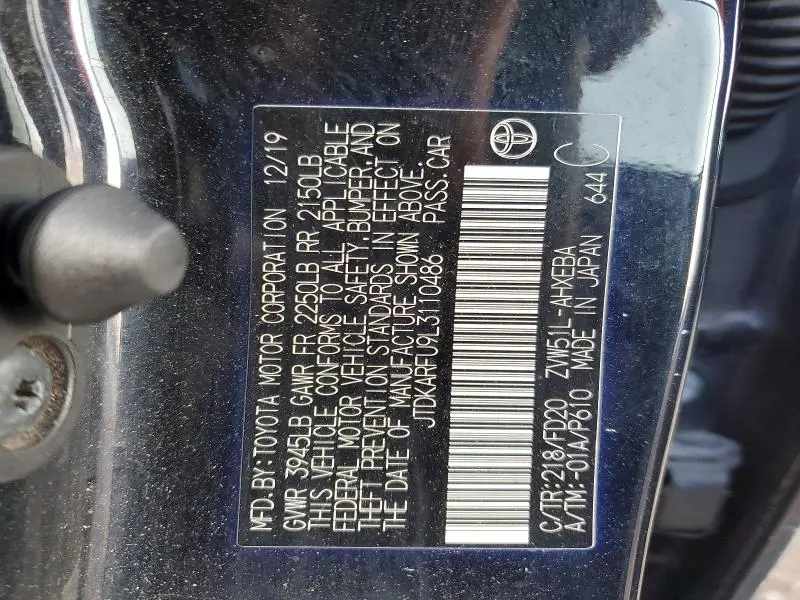 MFD. BY: TOYOTA MOTOR CORPORATION 12/19
GWR 3945LB GAWR FR 2250LB RR 2150LB
THIS VEHICLE CONFORMS TO ALL APPLICABLE
FEDERAL MOTOR VEHICLE SAFETY, BUMPER, AND
THEFT PREVENTION STANDARDS IN EFFECT ON
THE DATE OF MANUFACTURE SHOWN ABOVE.
JTDKARFU9L3110486 PASS. CAR
C/TR: 218/FD20 ZVW51L-AHXEBA
A/TM: -01A/P610 MADE IN JAPAN 644 C